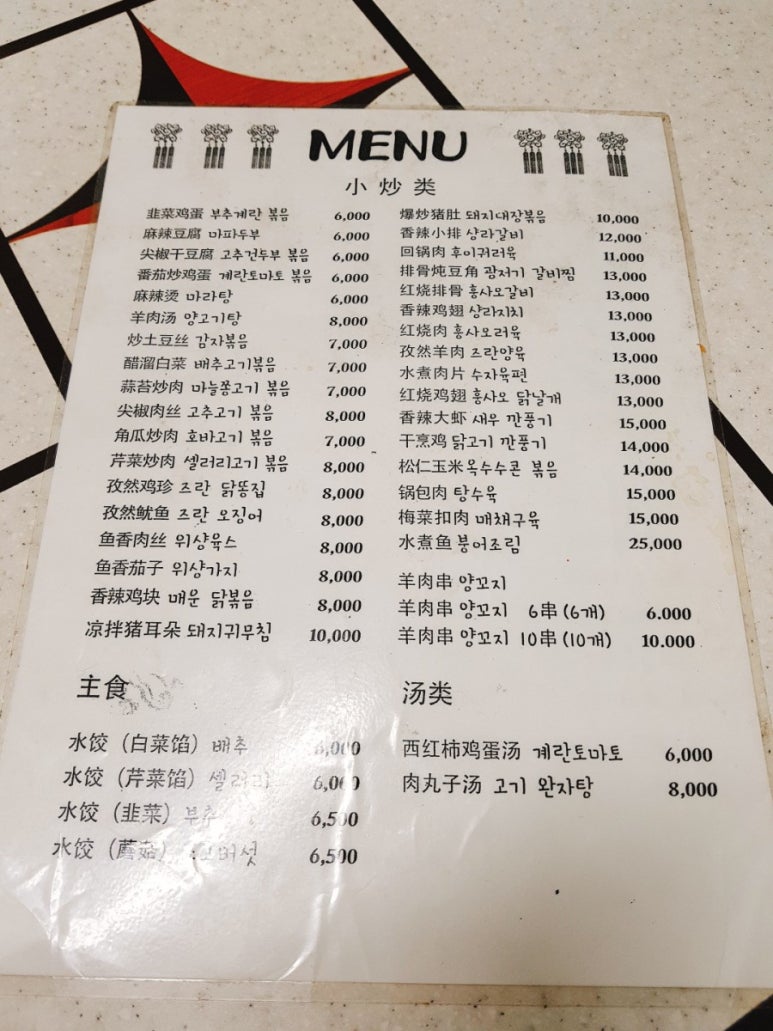 MENU
小炒类
韭菜鸡蛋 부추계란 볶음 6,000
麻辣豆腐 마파두부 6,000
尖椒干豆腐 고추건두부 볶음 6,000
番茄炒鸡蛋 계란토마토 볶음 6,000
麻辣烫 마라탕 6,000
羊肉汤 양고기탕 8,000
炒土豆丝 감자볶음 7,000
醋溜白菜 배추고기볶음 7,000
蒜苔炒肉 마늘쫑고기 볶음 7,000
尖椒肉丝 고추고기 볶음 8,000
角瓜炒肉 호바고기 볶음 7,000
芹菜炒肉 셀러리고기 볶음 8,000
孜然鸡珍 즈란 닭똥집 8,000
孜然鱿鱼 즈란 오징어 8,000
鱼香肉丝 위샹육스 8,000
鱼香茄子 위샹가지 8,000
香辣鸡块 매운 닭볶음 8,000
凉拌猪耳朵 돼지귀무침 10,000
爆炒猪肚 돼지대장볶음 10,000
香辣小排 샹라갈비 12,000
回锅肉 후이궈러육 11,000
排骨炖豆角 광저기 갈비찜 13,000
红烧排骨 홍사오갈비 13,000
香辣鸡翅 샹라지치 13,000
红烧肉 홍사오러육 13,000
孜然羊肉 즈란양육 13,000
水煮肉片 수자육편 13,000
红烧鸡翅 홍사오 닭날개 13,000
香辣大虾 새우 깐풍기 15,000
干烹鸡 닭고기 깐풍기 14,000
松仁玉米 옥수수콘 볶음 14,000
锅包肉 탕수육 15,000
梅菜扣肉 매채구육 15,000
水煮鱼 붕어조림 25,000
羊肉串 양꼬지
羊肉串 양꼬지 6串 (6개) 6.000
羊肉串 양꼬지 10串 (10개) 10.000
主食
水饺（白菜馅）배추 6,000
水饺（芹菜馅）셀러리 6,000
水饺（韭菜）부추 6,500
水饺（蘑菇） 6,500
汤类
西红柿鸡蛋汤 계란토마토 6,000
肉丸子汤 고기 완자탕 8,000